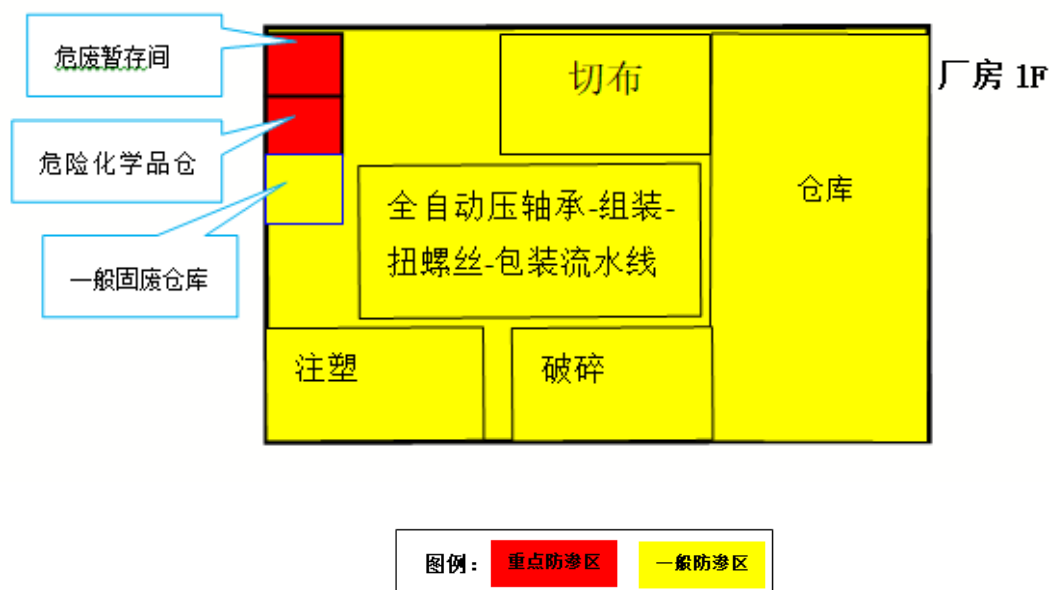 危废暂存间
危险化学品仓
一般固废仓库
切布
厂房 1F
仓库
全自动压轴承-组装-
扭螺丝-包装流水线
注塑
破碎
图例： 重点防渗区 一般防渗区